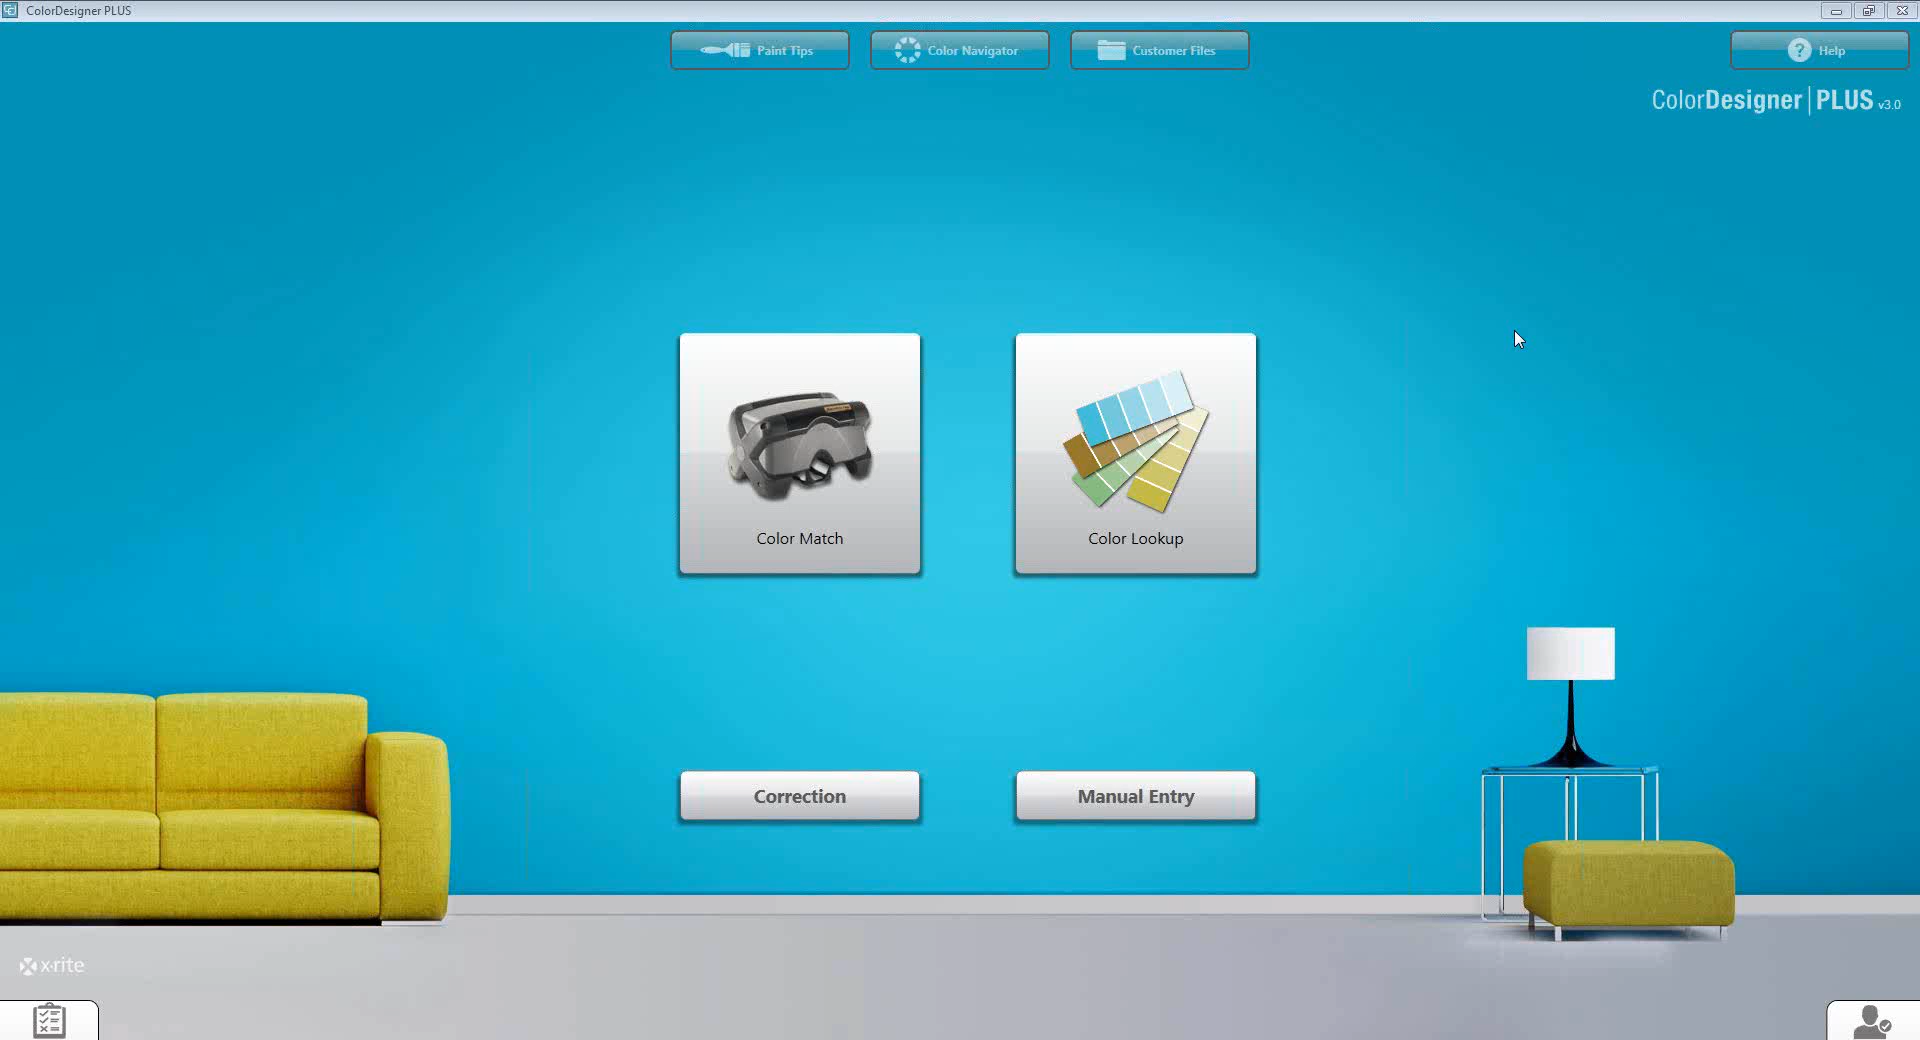 ColorDesigner PLUS
Paint Tips
Color Navigator
Customer Files
? Help
ColorDesigner|PLUS v3.0
Color Match
Color Lookup
Correction
Manual Entry
x·rite